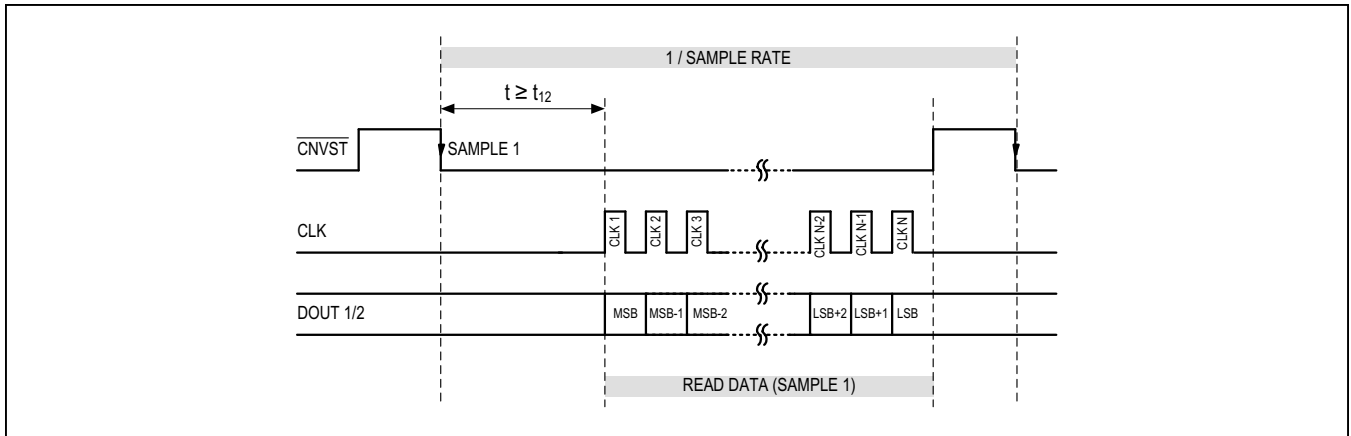 1 / SAMPLE RATE
t ≥ t12
CNVST
SAMPLE 1
CLK
CLK 1
CLK 2
CLK 3
CLK N-2
CLK N-1
CLK N
DOUT 1/2
MSB
MSB-1
MSB-2
LSB+2
LSB+1
LSB
READ DATA (SAMPLE 1)